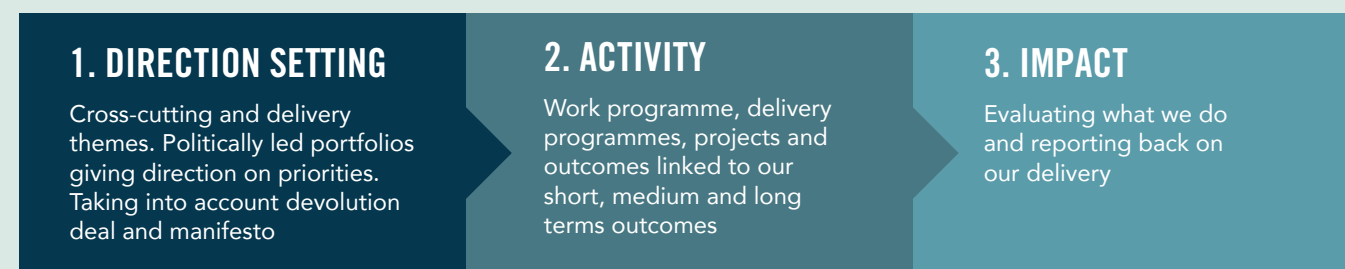 1. DIRECTION SETTING
Cross-cutting and delivery
themes. Politically led portfolios
giving direction on priorities.
Taking into account devolution
deal and manifesto
2. ACTIVITY
Work programme, delivery
programmes, projects and
outcomes linked to our
short, medium and long
terms outcomes
3. IMPACT
Evaluating what we do
and reporting back on
our delivery